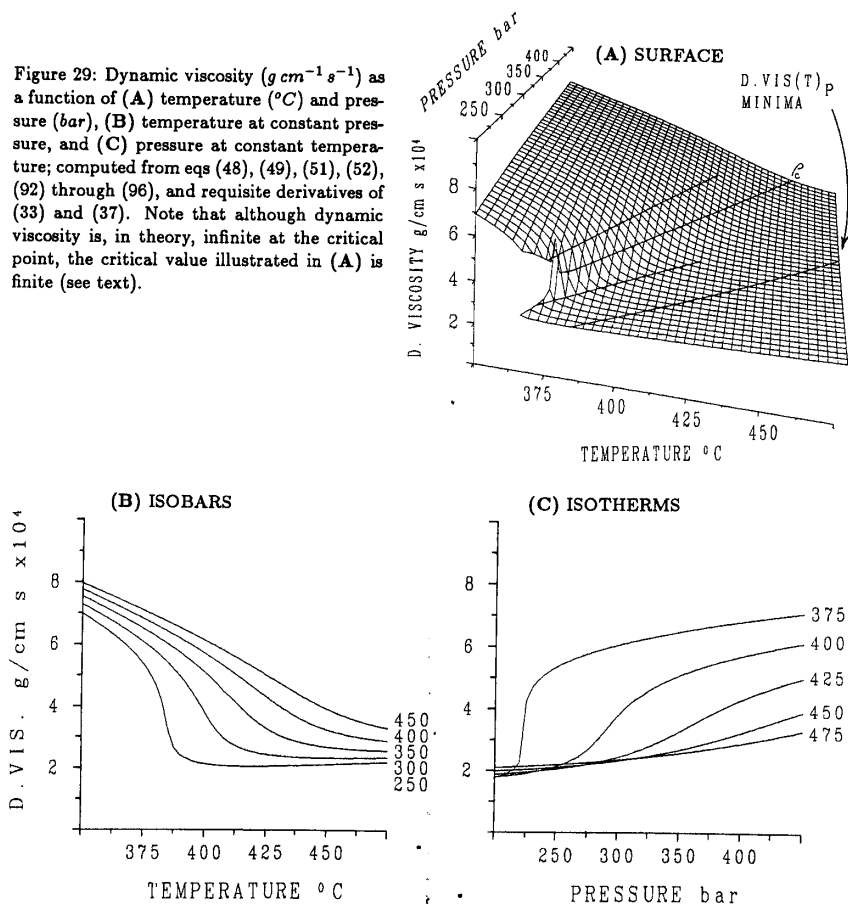 Figure 29: Dynamic viscosity (g cm⁻¹ s⁻¹) as
a function of (A) temperature (°C) and pres-
sure (bar), (B) temperature at constant pres-
sure, and (C) pressure at constant tempera-
ture; computed from eqs (48), (49), (51), (52),
(92) through (96), and requisite derivatives of
(33) and (37). Note that although dynamic
viscosity is, in theory, infinite at the critical
point, the critical value illustrated in (A) is
finite (see text).
(A) SURFACE
PRESSURE bar
250 300 350 400
D.VIS(T)P
MINIMA
ρc
D. VISCOSITY g/cm s x10⁴
8
6
4
2
375 400 425 450
TEMPERATURE °C
(B) ISOBARS
D.VIS. g/cm s x10⁴
8
6
4
2
450
400
350
300
250
375 400 425 450
TEMPERATURE °C
(C) ISOTHERMS
8
6
4
2
375
400
425
450
475
250 300 350 400
PRESSURE bar